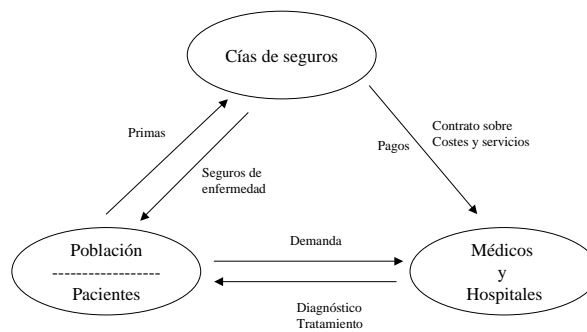 Cías de seguros
Primas
Contrato sobre
Costes y servicios
Pagos
Seguros de
enfermedad
Población
-----------------
Pacientes
Demanda
Médicos
y
Hospitales
Diagnóstico
Tratamiento